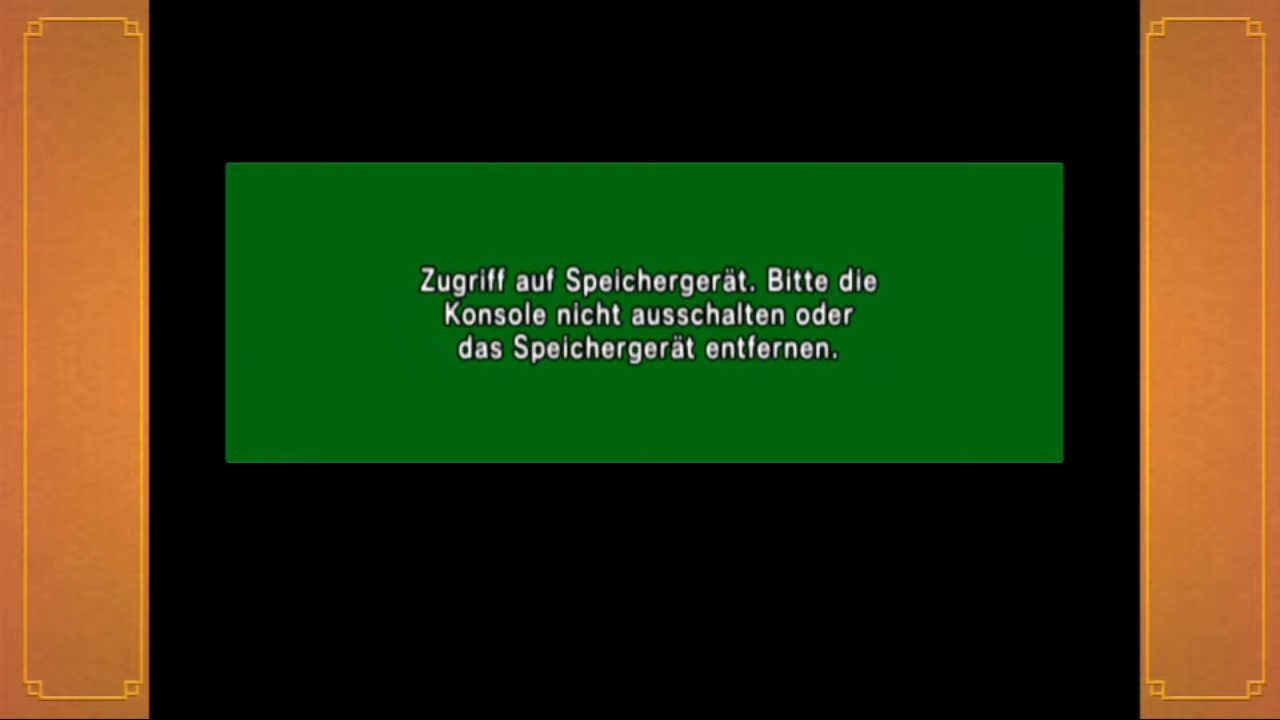 Zugriff auf Speichergerät. Bitte die
Konsole nicht ausschalten oder
das Speichergerät entfernen.